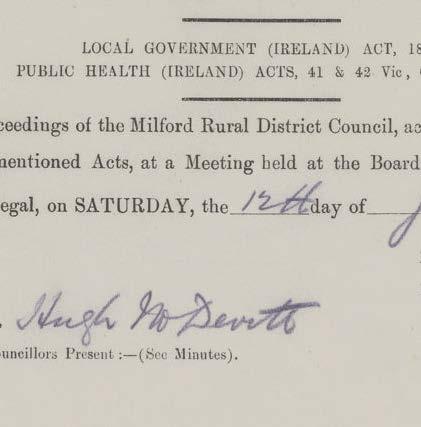 LOCAL GOVERNMENT (IRELAND) ACT, 18
PUBLIC HEALTH (IRELAND) ACTS, 41 & 42 Vic,
ceedings of the Milford Rural District Council, ac
mentioned Acts, at a Meeting held at the Board
egal, on SATURDAY, the 12th day of
Hugh McDevitt
ouncillors Present :—(See Minutes).